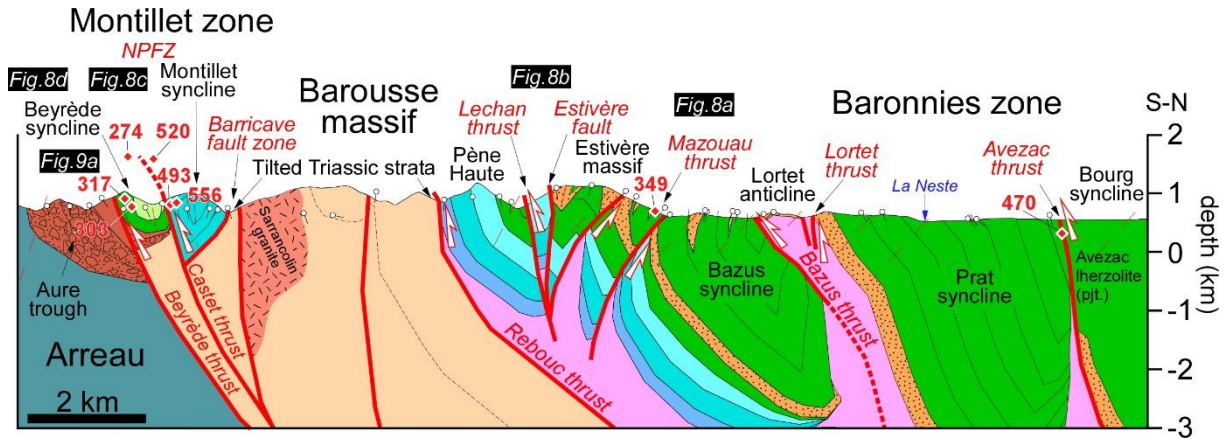 Montillet zone
NPFZ
Fig.8d
Fig.8c
Montillet
syncline
Beyrède
syncline
274
520
Fig.9a
317
493
556
303
Barricave
fault zone
Barousse
massif
Tilted
Triassic strata
Sarrancolin
granite
Aure
trough
Arreau
Castet thrust
Beyrède thrust
2 km
Fig.8b
Lechan
thrust
Estivère
fault
Pène
Haute
Estivère
massif
349
Fig.8a
Mazouau
thrust
Rebouc thrust
Bazus
syncline
Baronnies zone
Lortet
anticline
Lortet
thrust
La Neste
Bazus thrust
Prat
syncline
Avezac
thrust
470
Bourg
syncline
Avezac
lherzolite
(pjt.)
S-N
2
1
0
-1
-2
-3
depth (km)